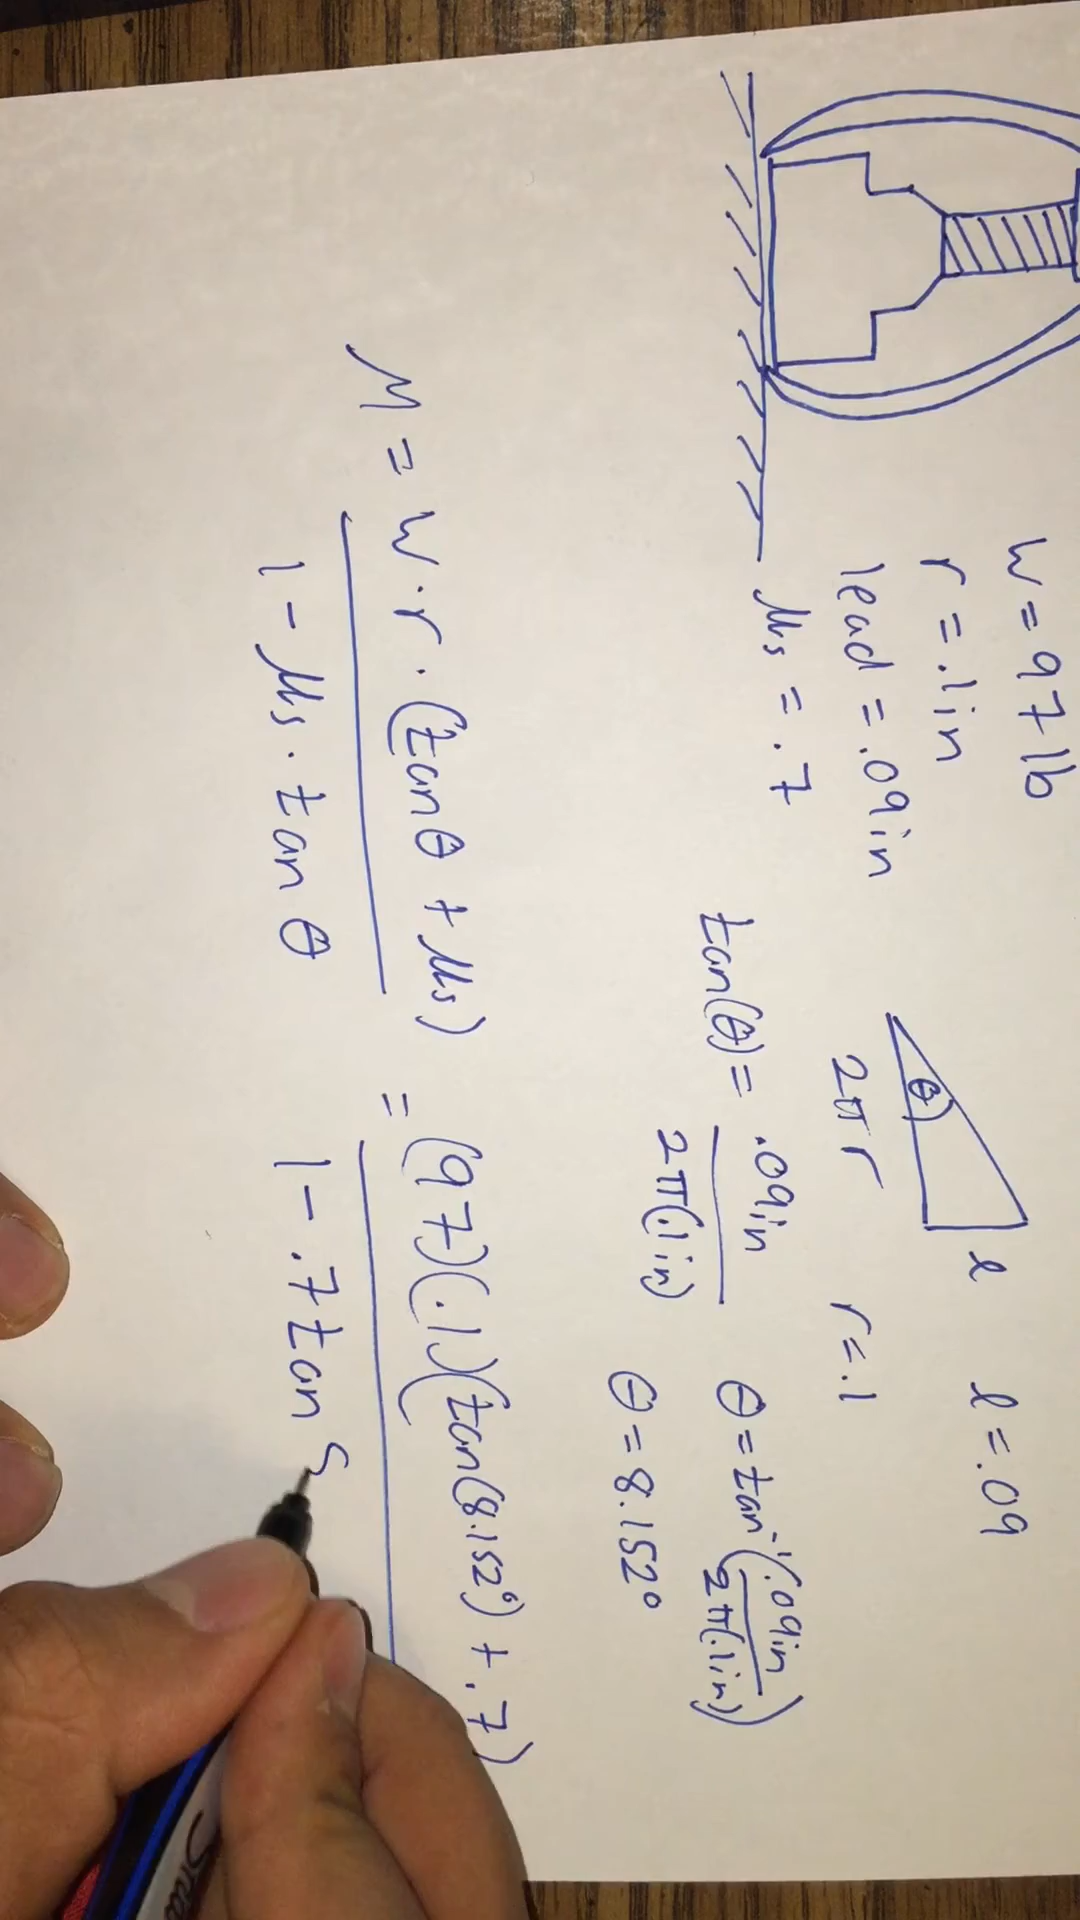 W = 97 lb
r = .1 in
lead = .09 in
μs = .7
θ
l
2πr
l = .09
r = .1
tan(θ) = .09in
2π(.1in)
θ = tan⁻¹(.09in
2π(.1in))
θ = 8.152°
M = W · r · (tanθ + μs)
1 - μs · tan θ
= (97)(.1)(tan(8.152°) + .7)
1 - .7 tan